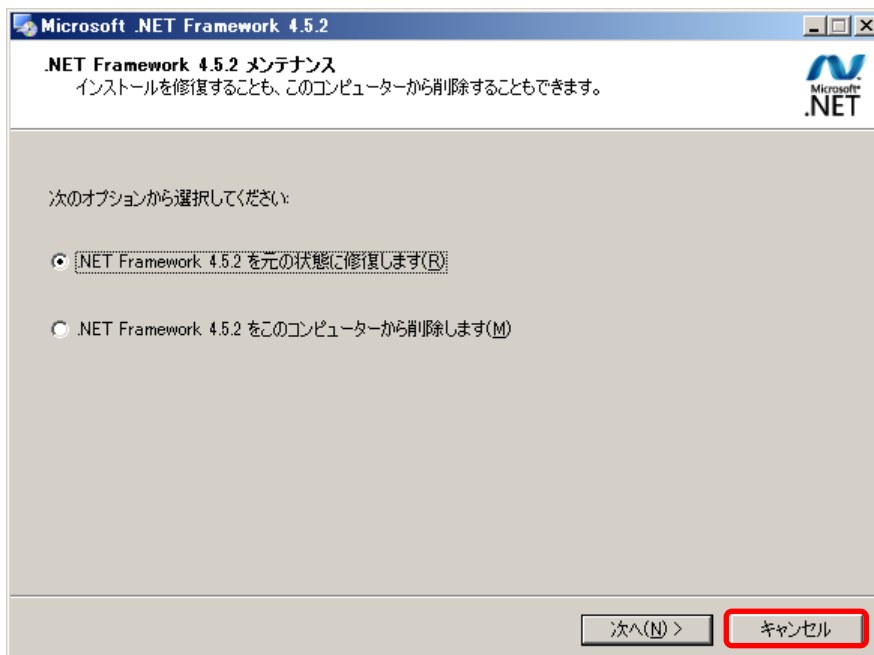 Microsoft .NET Framework 4.5.2
.NET Framework 4.5.2 メンテナンス
インストールを修復することも、このコンピューターから削除することもできます。
Microsoft®
.NET
次のオプションから選択してください:
.NET Framework 4.5.2 を元の状態に修復します(R)
.NET Framework 4.5.2 をこのコンピューターから削除します(M)
次へ(N) >
キャンセル